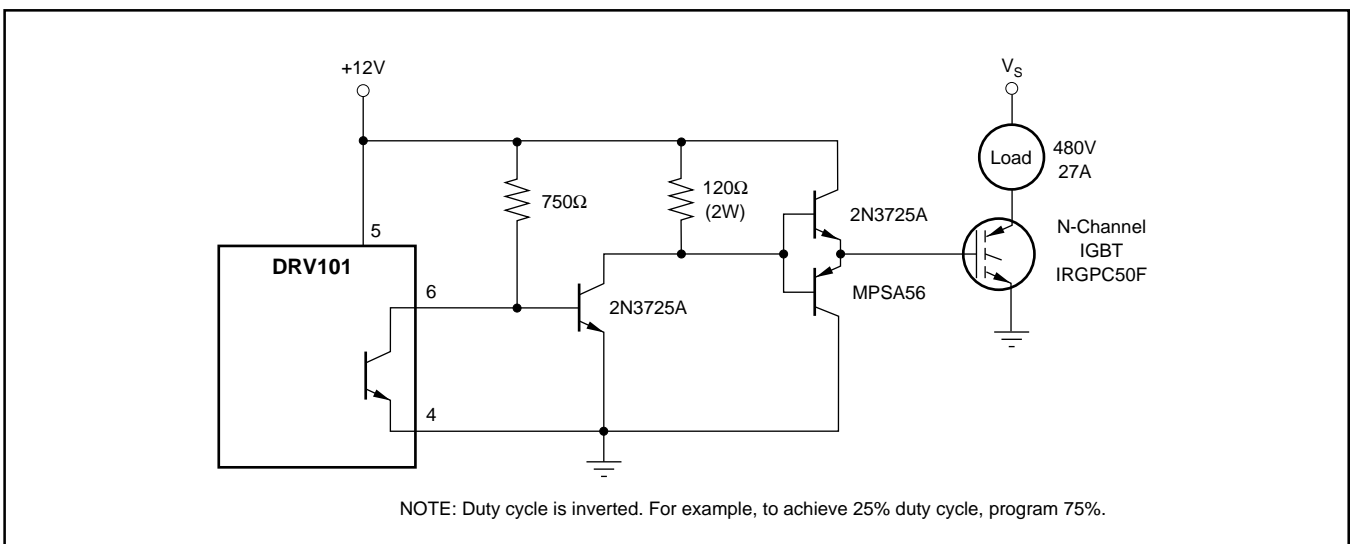 +12V
VS
Load
480V
27A
750Ω
120Ω
(2W)
2N3725A
N-Channel
IGBT
IRGPC50F
5
DRV101
6
2N3725A
MPSA56
4
NOTE: Duty cycle is inverted. For example, to achieve 25% duty cycle, program 75%.